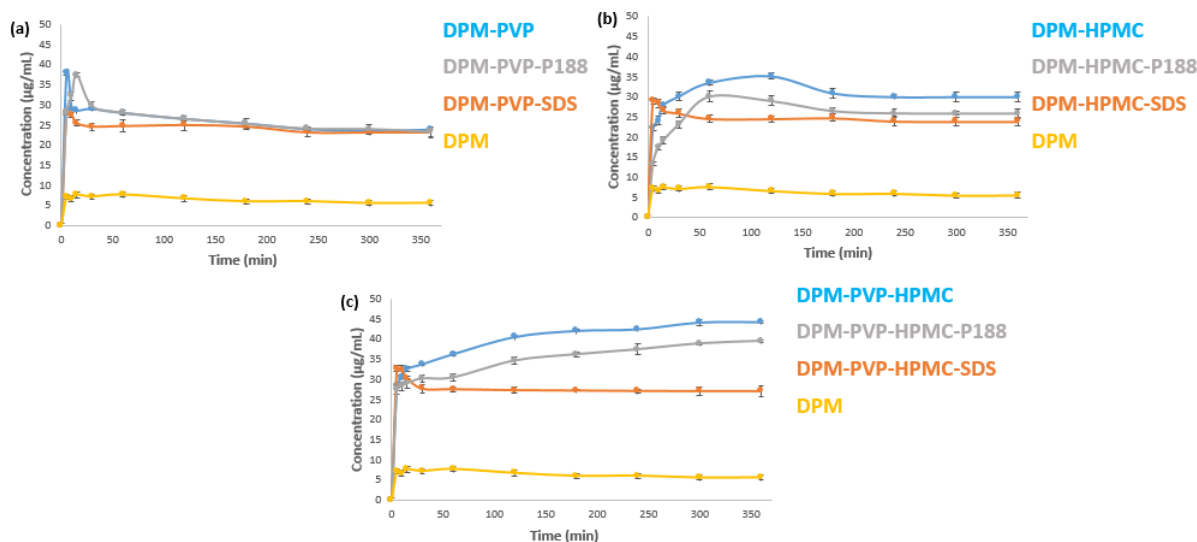 (a)
DPM-PVP
DPM-PVP-P188
DPM-PVP-SDS
DPM
Concentration (µg/mL)
50
45
40
35
30
25
20
15
10
5
0
0 50 100 150 200 250 300 350
Time (min)
(b)
DPM-HPMC
DPM-HPMC-P188
DPM-HPMC-SDS
DPM
Concentration (µg/mL)
50
45
40
35
30
25
20
15
10
5
0
0 50 100 150 200 250 300 350
Time (min)
(c)
DPM-PVP-HPMC
DPM-PVP-HPMC-P188
DPM-PVP-HPMC-SDS
DPM
Concentration (µg/mL)
50
45
40
35
30
25
20
15
10
5
0
0 50 100 150 200 250 300 350
Time (min)